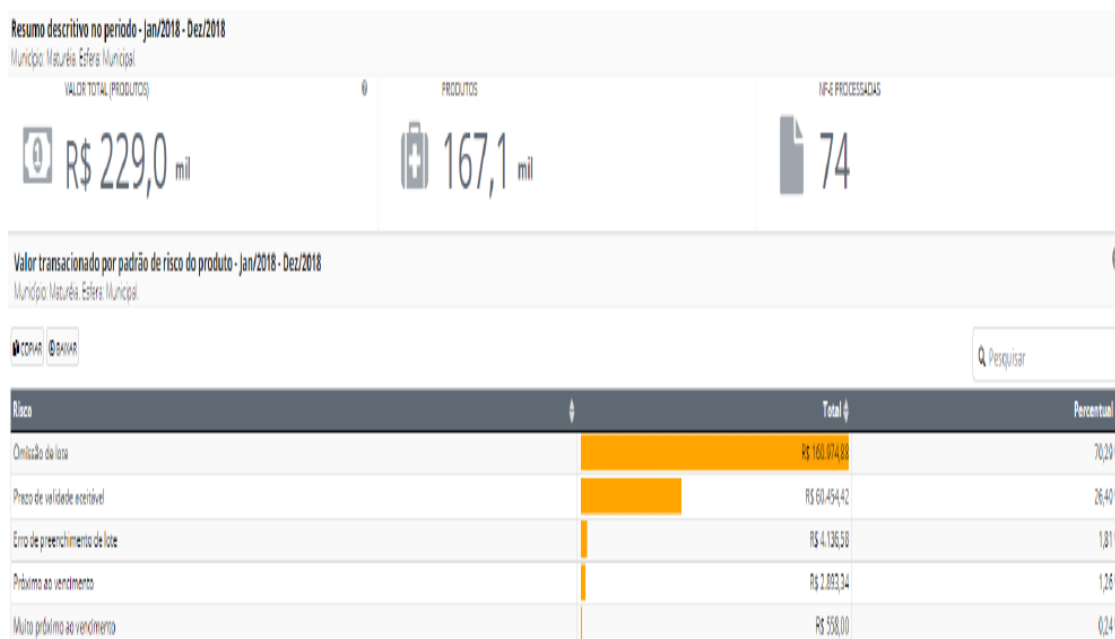 Resumo descritivo no período - Jan/2018 - Dez/2018
Município: Maturéia. Esfera: Municipal.
VALOR TOTAL (PRODUTOS)
R$ 229,0 mil
PRODUTOS
167,1 mil
NF-E PROCESSADAS
74
Valor transacionado por padrão de risco do produto - Jan/2018 - Dez/2018
Município: Maturéia. Esfera: Municipal.
COPIAR BAIXAR
Pesquisar
Risco Total Percentual
Omissão de lote R$ 160.974,88 70,29
Prazo de validade aceitável R$ 60.454,42 26,40
Erro de preenchimento de lote R$ 4.136,58 1,81
Próximo ao vencimento R$ 2.893,34 1,26
Muito próximo ao vencimento R$ 558,00 0,24